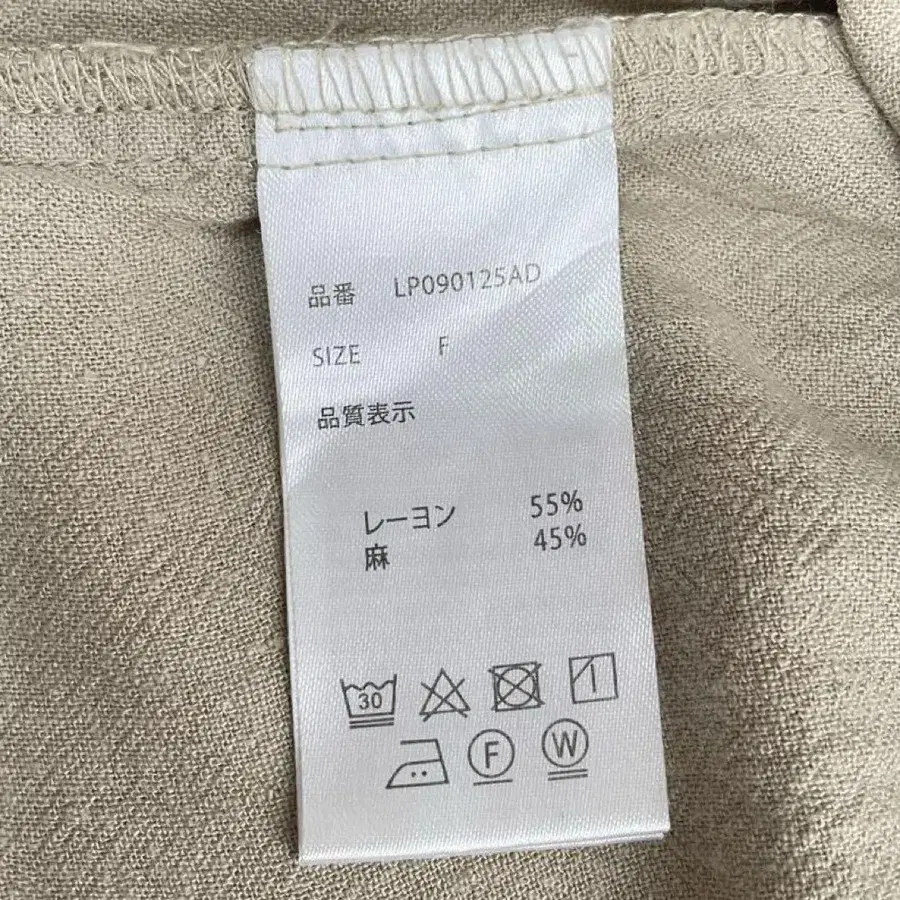 品番 LP090125AD
SIZE F
品質表示
レーヨン 55%
麻 45%
30
F W